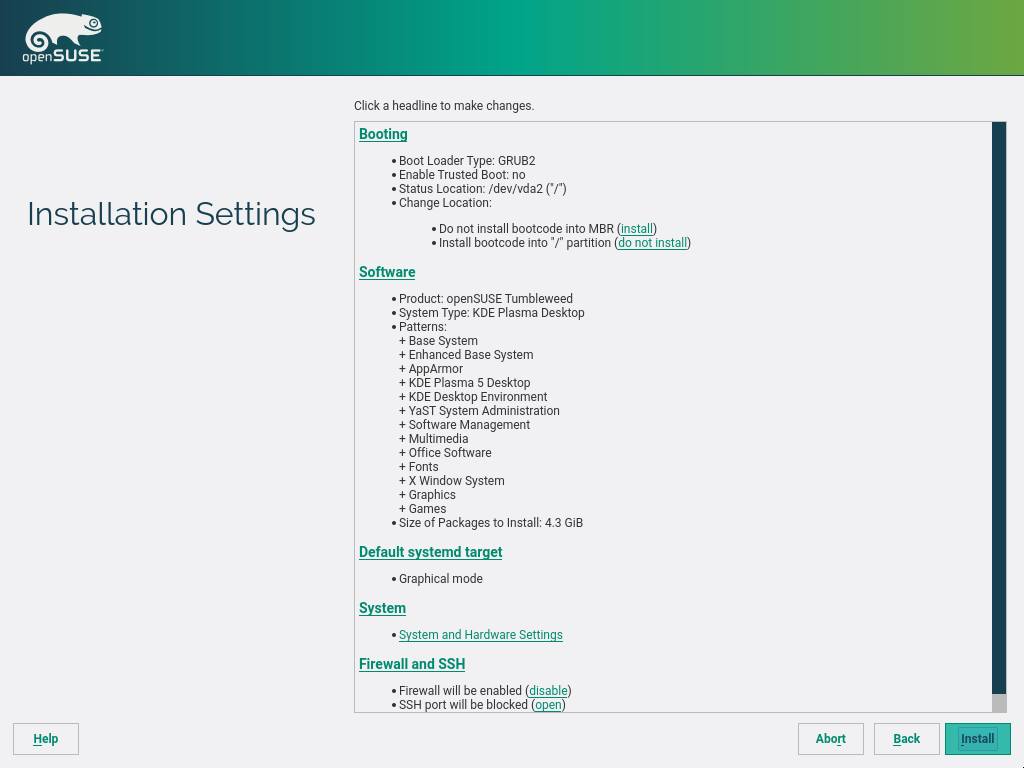 openSUSE
Click a headline to make changes.
Installation Settings
Booting
• Boot Loader Type: GRUB2
• Enable Trusted Boot: no
• Status Location: /dev/vda2 ("/")
• Change Location:
• Do not install bootcode into MBR (install)
• Install bootcode into "/" partition (do not install)
Software
• Product: openSUSE Tumbleweed
• System Type: KDE Plasma Desktop
• Patterns:
+ Base System
+ Enhanced Base System
+ AppArmor
+ KDE Plasma 5 Desktop
+ KDE Desktop Environment
+ YaST System Administration
+ Software Management
+ Multimedia
+ Office Software
+ Fonts
+ X Window System
+ Graphics
+ Games
• Size of Packages to Install: 4.3 GiB
Default systemd target
• Graphical mode
System
• System and Hardware Settings
Firewall and SSH
• Firewall will be enabled (disable)
• SSH port will be blocked (open)
Help Abort Back Install